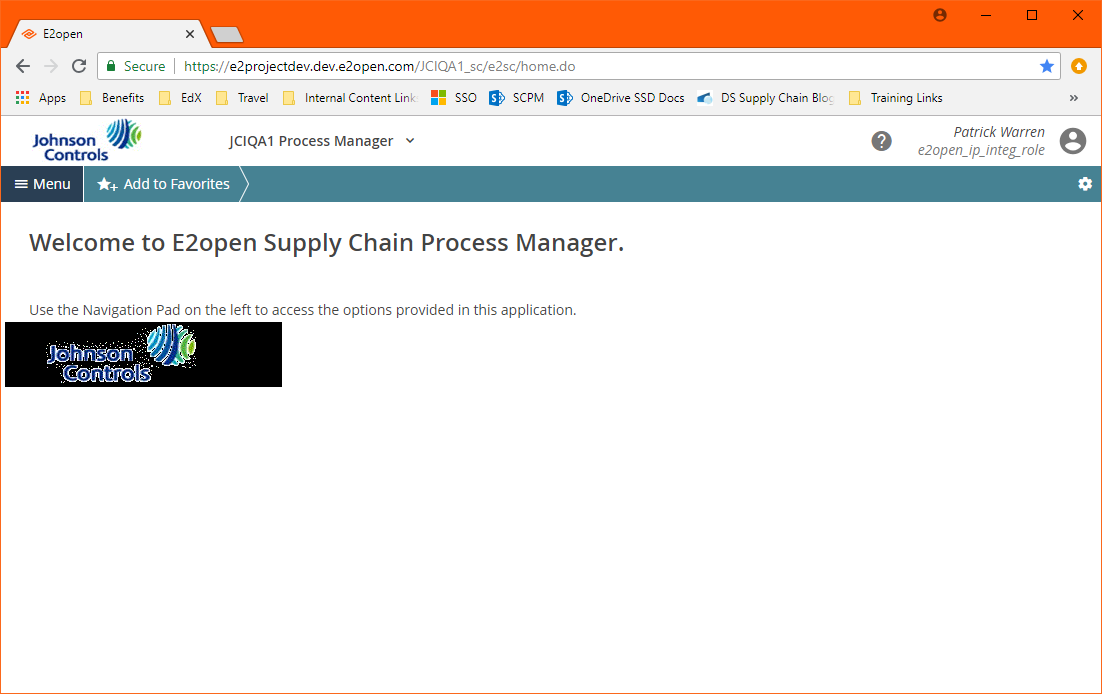 E2open
Secure https://e2projectdev.dev.e2open.com/JCIQA1_sc/e2sc/home.do
Apps Benefits EdX Travel Internal Content Link SSO SCPM OneDrive SSD Docs DS Supply Chain Blog Training Links »
Johnson
Controls
JCIQA1 Process Manager
?
Patrick Warren
e2open_ip_integ_role
Menu Add to Favorites
Welcome to E2open Supply Chain Process Manager.
Use the Navigation Pad on the left to access the options provided in this application.
Johnson
Controls